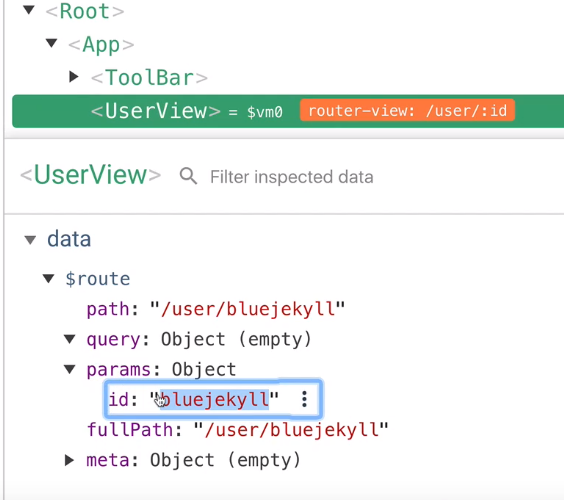 <Root>
<App>
<ToolBar>
<UserView> = $vm0 router-view: /user/:id
<UserView> Filter inspected data
data
$route
path: "/user/bluejekyll"
query: Object (empty)
params: Object
id: "bluejekyll"
fullPath: "/user/bluejekyll"
meta: Object (empty)